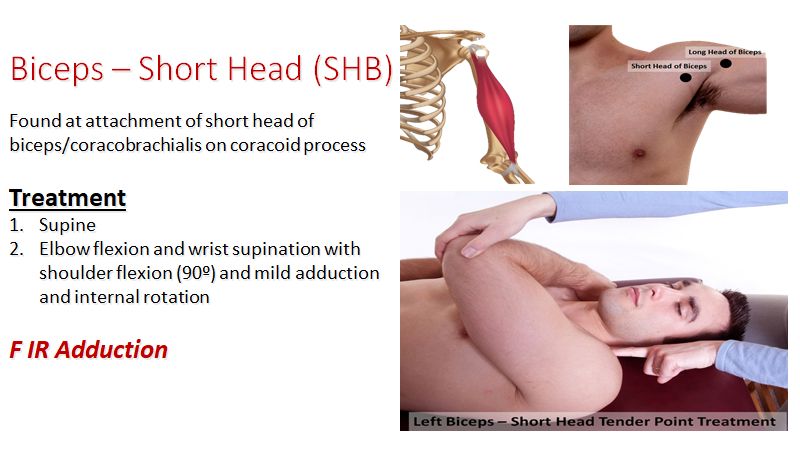 Biceps – Short Head (SHB)
Found at attachment of short head of
biceps/coracobrachialis on coracoid process
Treatment
1. Supine
2. Elbow flexion and wrist supination with
shoulder flexion (90º) and mild adduction
and internal rotation
F IR Adduction
Long Head of Biceps
Short Head of Biceps
Left Biceps – Short Head Tender Point Treatment